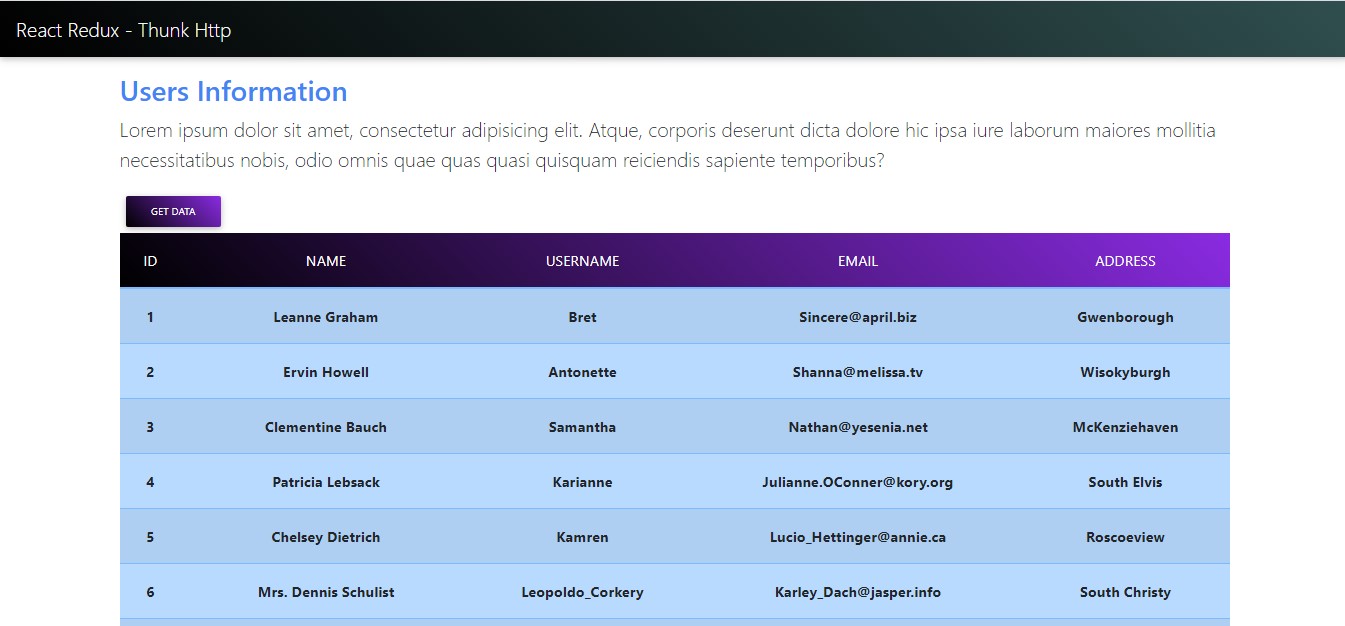 React Redux - Thunk Http
Users Information
Lorem ipsum dolor sit amet, consectetur adipisicing elit. Atque, corporis deserunt dicta dolore hic ipsa iure laborum maiores mollitia
necessitatibus nobis, odio omnis quae quas quasi quisquam reiciendis sapiente temporibus?
GET DATA
ID NAME USERNAME EMAIL ADDRESS
1 Leanne Graham Bret Sincere@april.biz Gwenborough
2 Ervin Howell Antonette Shanna@melissa.tv Wisokyburgh
3 Clementine Bauch Samantha Nathan@yesenia.net McKenziehaven
4 Patricia Lebsack Karianne Julianne.OConner@kory.org South Elvis
5 Chelsey Dietrich Kamren Lucio_Hettinger@annie.ca Roscoeview
6 Mrs. Dennis Schulist Leopoldo_Corkery Karley_Dach@jasper.info South Christy